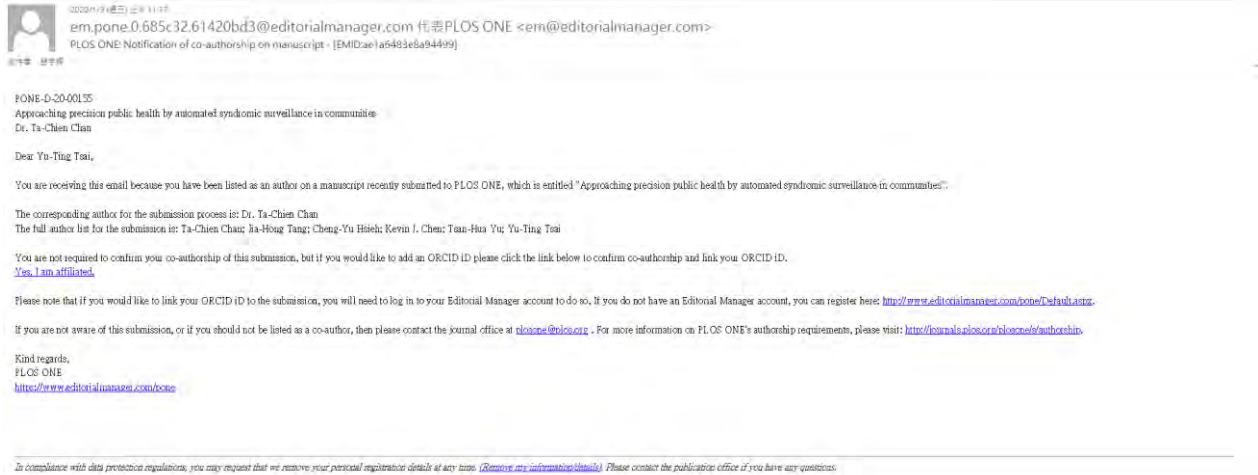 em.pone.0.685c32.61420bd3@editorialmanager.com 代表PLOS ONE <em@editorialmanager.com>
PLOS ONE: Notification of co-authorship on manuscript - [EMID:ae1a6483e8a94499]
PONE-D-20-00155
Approaching precision public health by automated syndromic surveillance in communities
Dr. Ta-Chien Chan
Dear Yu-Ting Tsai,
You are receiving this email because you have been listed as an author on a manuscript recently submitted to PLOS ONE, which is entitled "Approaching precision public health by automated syndromic surveillance in communities".
The corresponding author for the submission process is: Dr. Ta-Chien Chan
The full author list for the submission is: Ta-Chien Chan; Jia-Hong Tang; Cheng-Yu Hsieh; Kevin J. Chen; Tsan-Hua Yu; Yu-Ting Tsai
You are not required to confirm your co-authorship of this submission, but if you would like to add an ORCID iD please click the link below to confirm co-authorship and link your ORCID iD.
Yes, I am affiliated.
Please note that if you would like to link your ORCID iD to the submission, you will need to log in to your Editorial Manager account to do so. If you do not have an Editorial Manager account, you can register here: http://www.editorialmanager.com/pone/Default.aspx.
If you are not aware of this submission, or if you should not be listed as a co-author, then please contact the journal office at plosone@plos.org . For more information on PLOS ONE's authorship requirements, please visit: http://journals.plos.org/plosone/s/authorship.
Kind regards,
PLOS ONE
https://www.editorialmanager.com/pone
In compliance with data protection regulations, you may request that we remove your personal registration details at any time. (Remove my information/details). Please contact the publication office if you have any questions.